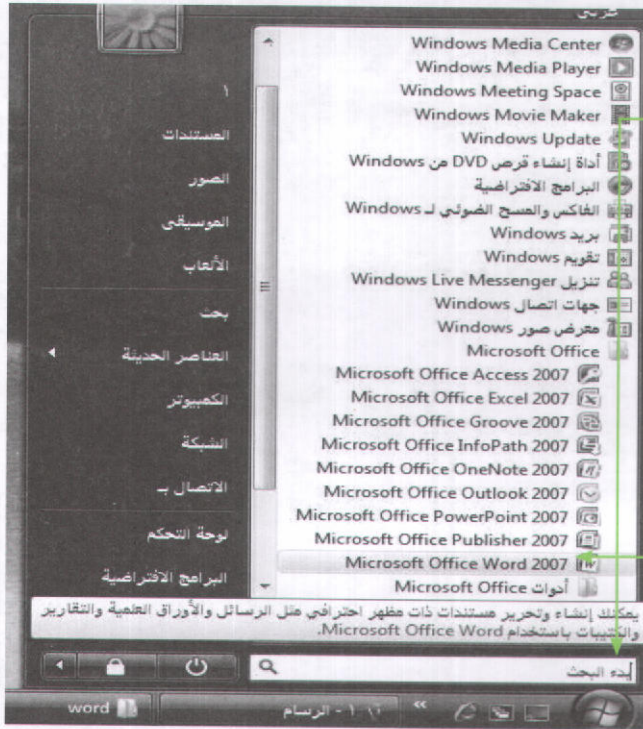 عربي
Windows Media Center
Windows Media Player
Windows Meeting Space
Windows Movie Maker
Windows Update
أداة إنشاء قرص DVD من Windows
البرامج الافتراضية
الفاكس والمسح الضوئي لـ Windows
بريد Windows
تقويم Windows
تنزيل Windows Live Messenger
جهات اتصال Windows
معرض صور Windows
Microsoft Office
Microsoft Office Access 2007
Microsoft Office Excel 2007
Microsoft Office Groove 2007
Microsoft Office InfoPath 2007
Microsoft Office OneNote 2007
Microsoft Office Outlook 2007
Microsoft Office PowerPoint 2007
Microsoft Office Publisher 2007
Microsoft Office Word 2007
أدوات Microsoft Office
يمكنك إنشاء وتحرير مستندات ذات مظهر احترافي مثل الرسائل والأوراق العلمية والتقارير
والكتيبات باستخدام Microsoft Office Word.
بدء البحث
١
المستندات
الصور
الموسيقى
الألعاب
بحث
العناصر الحديثة
الكمبيوتر
الشبكة
الاتصال بـ
لوحة التحكم
البرامج الافتراضية
١ - الرسام
word